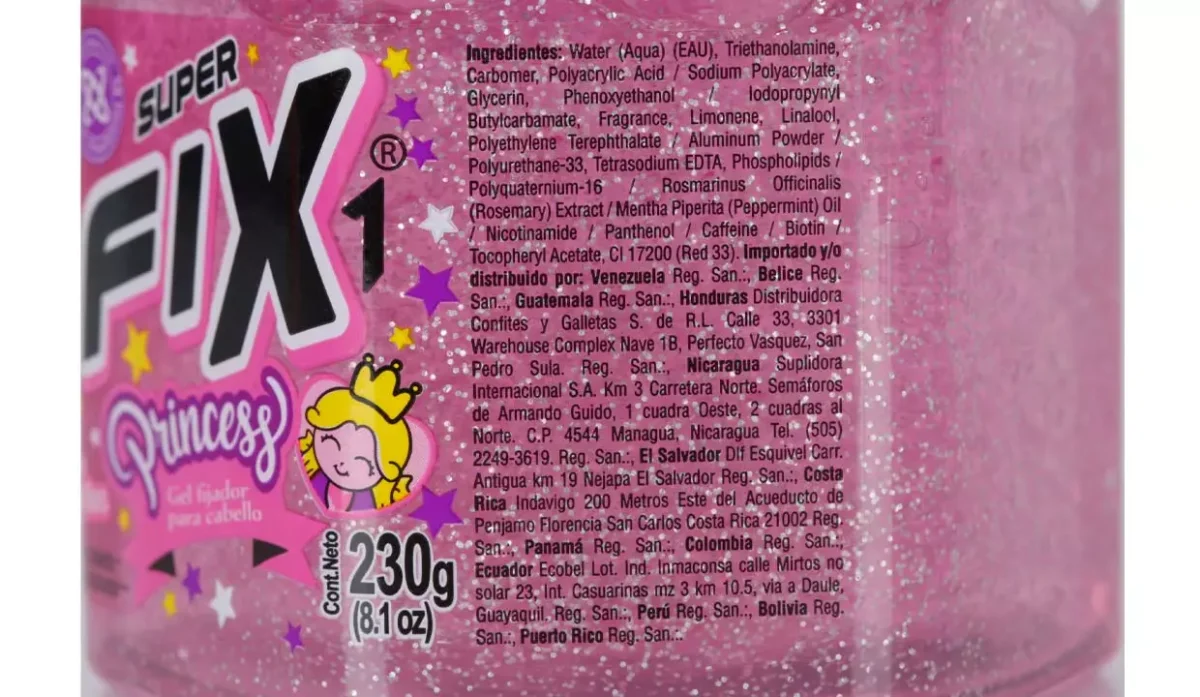 SUPER
FIX
®
1
Princess
Gel fijador
para cabello
Cont.Neto
230g
(8.1 oz)
Ingredientes: Water (Aqua) (EAU), Triethanolamine,
Carbomer, Polyacrylic Acid / Sodium Polyacrylate,
Glycerin, Phenoxyethanol / Iodopropynyl
Butylcarbamate, Fragrance, Limonene, Linalool,
Polyethylene Terephthalate / Aluminum Powder /
Polyurethane-33, Tetrasodium EDTA, Phospholipids /
Polyquaternium-16 / Rosmarinus Officinalis
(Rosemary) Extract / Mentha Piperita (Peppermint) Oil
/ Nicotinamide / Panthenol / Caffeine / Biotin /
Tocopheryl Acetate, CI 17200 (Red 33). Importado y/o
distribuido por: Venezuela Reg. San.:, Belice Reg.
San.:, Guatemala Reg. San.:, Honduras Distribuidora
Confites y Galletas S. de R.L. Calle 33, 3301
Warehouse Complex Nave 1B, Perfecto Vasquez, San
Pedro Sula. Reg. San.:, Nicaragua Suplidora
Internacional S.A. Km 3 Carretera Norte. Semáforos
de Armando Guido, 1 cuadra Oeste, 2 cuadras al
Norte. C.P. 4544 Managua, Nicaragua Tel. (505)
2249-3619. Reg. San.:, El Salvador Dlf Esquivel Carr.
Antigua km 19 Nejapa El Salvador Reg. San.:, Costa
Rica Indavigo 200 Metros Este del Acueducto de
Penjamo Florencia San Carlos Costa Rica 21002 Reg.
San.:, Panamá Reg. San.:, Colombia Reg. San.:,
Ecuador Ecobel Lot. Ind. Inmaconsa calle Mirtos no
solar 23, Int. Casuarinas mz 3 km 10.5, via a Daule,
Guayaquil, Reg. San.:, Perú Reg. San.:, Bolivia Reg.
San.:, Puerto Rico Reg. San.:.